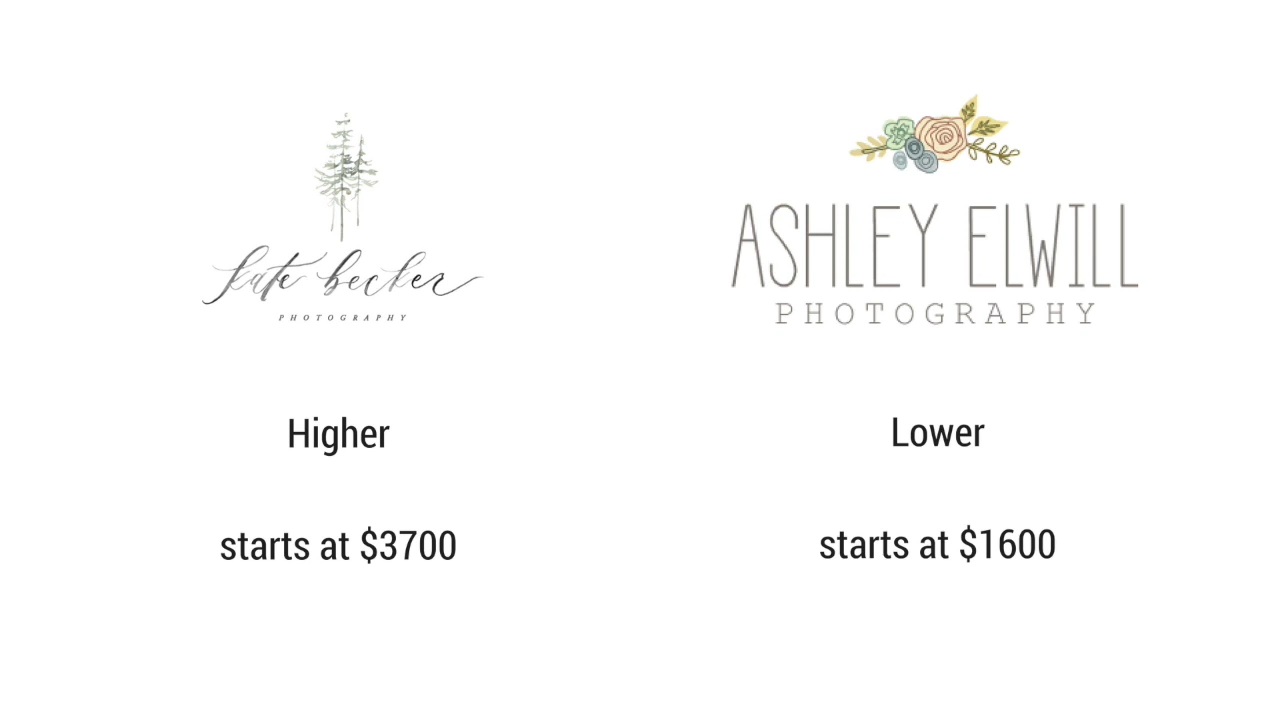 kate becker
PHOTOGRAPHY
Higher
starts at $3700
ASHLEY ELWILL
PHOTOGRAPHY
Lower
starts at $1600